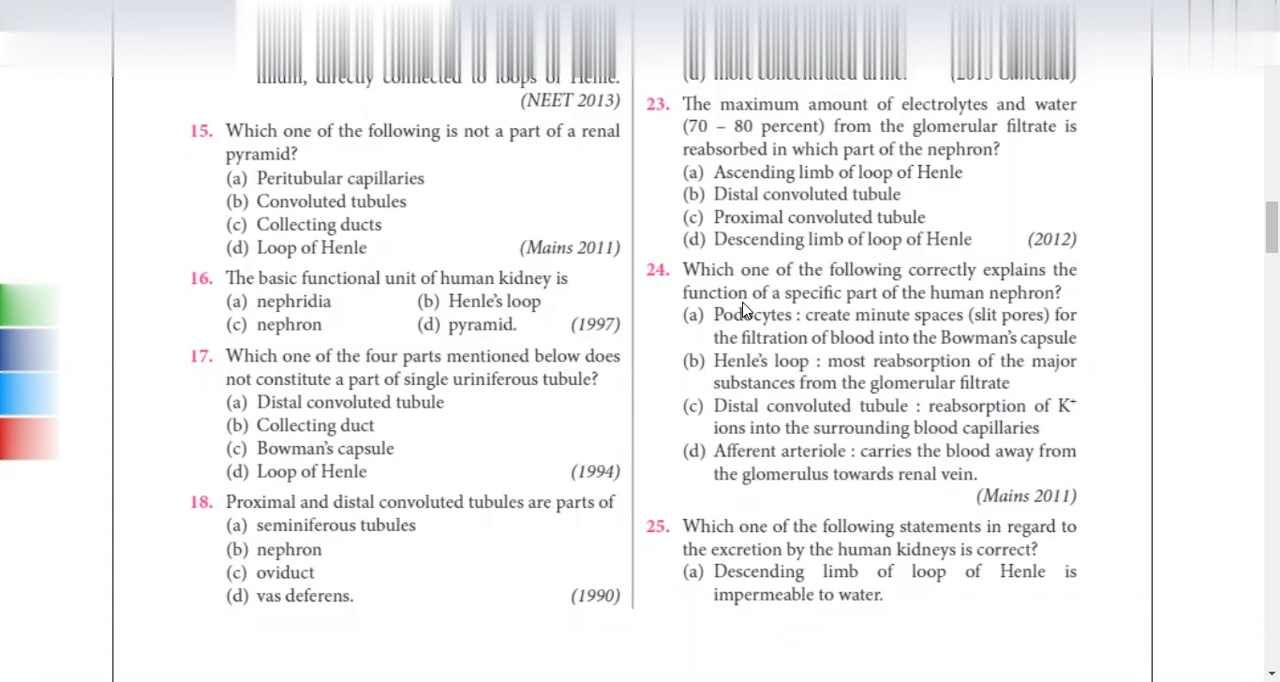 (NEET 2013)
15. Which one of the following is not a part of a renal
pyramid?
(a) Peritubular capillaries
(b) Convoluted tubules
(c) Collecting ducts
(d) Loop of Henle (Mains 2011)
16. The basic functional unit of human kidney is
(a) nephridia (b) Henle's loop
(c) nephron (d) pyramid. (1997)
17. Which one of the four parts mentioned below does
not constitute a part of single uriniferous tubule?
(a) Distal convoluted tubule
(b) Collecting duct
(c) Bowman's capsule
(d) Loop of Henle (1994)
18. Proximal and distal convoluted tubules are parts of
(a) seminiferous tubules
(b) nephron
(c) oviduct
(d) vas deferens. (1990)
23. The maximum amount of electrolytes and water
(70 – 80 percent) from the glomerular filtrate is
reabsorbed in which part of the nephron?
(a) Ascending limb of loop of Henle
(b) Distal convoluted tubule
(c) Proximal convoluted tubule
(d) Descending limb of loop of Henle (2012)
24. Which one of the following correctly explains the
function of a specific part of the human nephron?
(a) Podocytes : create minute spaces (slit pores) for
the filtration of blood into the Bowman's capsule
(b) Henle's loop : most reabsorption of the major
substances from the glomerular filtrate
(c) Distal convoluted tubule : reabsorption of K⁺
ions into the surrounding blood capillaries
(d) Afferent arteriole : carries the blood away from
the glomerulus towards renal vein.
(Mains 2011)
25. Which one of the following statements in regard to
the excretion by the human kidneys is correct?
(a) Descending limb of loop of Henle is
impermeable to water.